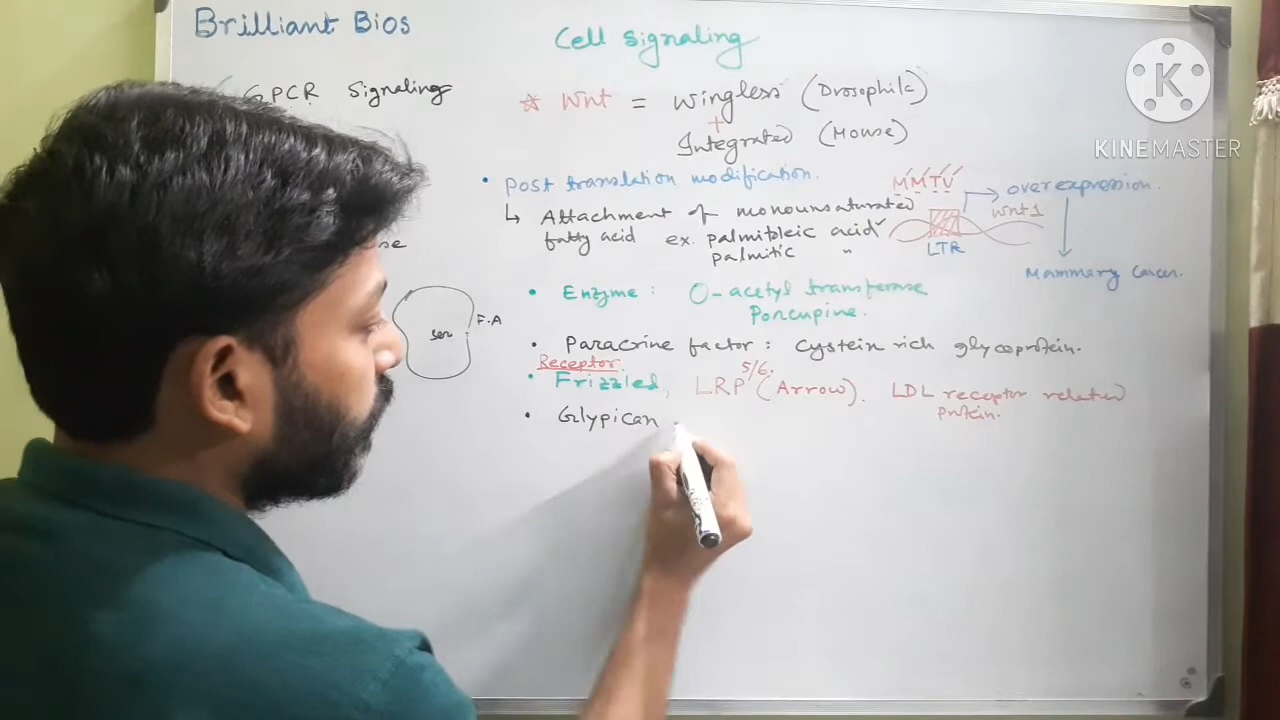 Brilliant Bios
Cell signaling
GPCR Signaling
Wnt = Wingless (Drosophila)
+
Integrated (Mouse)
• Post translation modification.
↳ Attachment of monounsaturated
fatty acid ex. palmitoleic acid
palmitic "
MMTV
→ overexpression.
Wnt1
LTR
Mammary Cancer.
• Enzyme : O-acetyl transferase
Porcupine.
ser
F.A
• Paracrine factor : Cystein rich glycoprotein.
Receptor.
• Frizzled, LRP 5/6. (Arrow). LDL receptor related
protein.
• Glypican
K
KINEMASTER